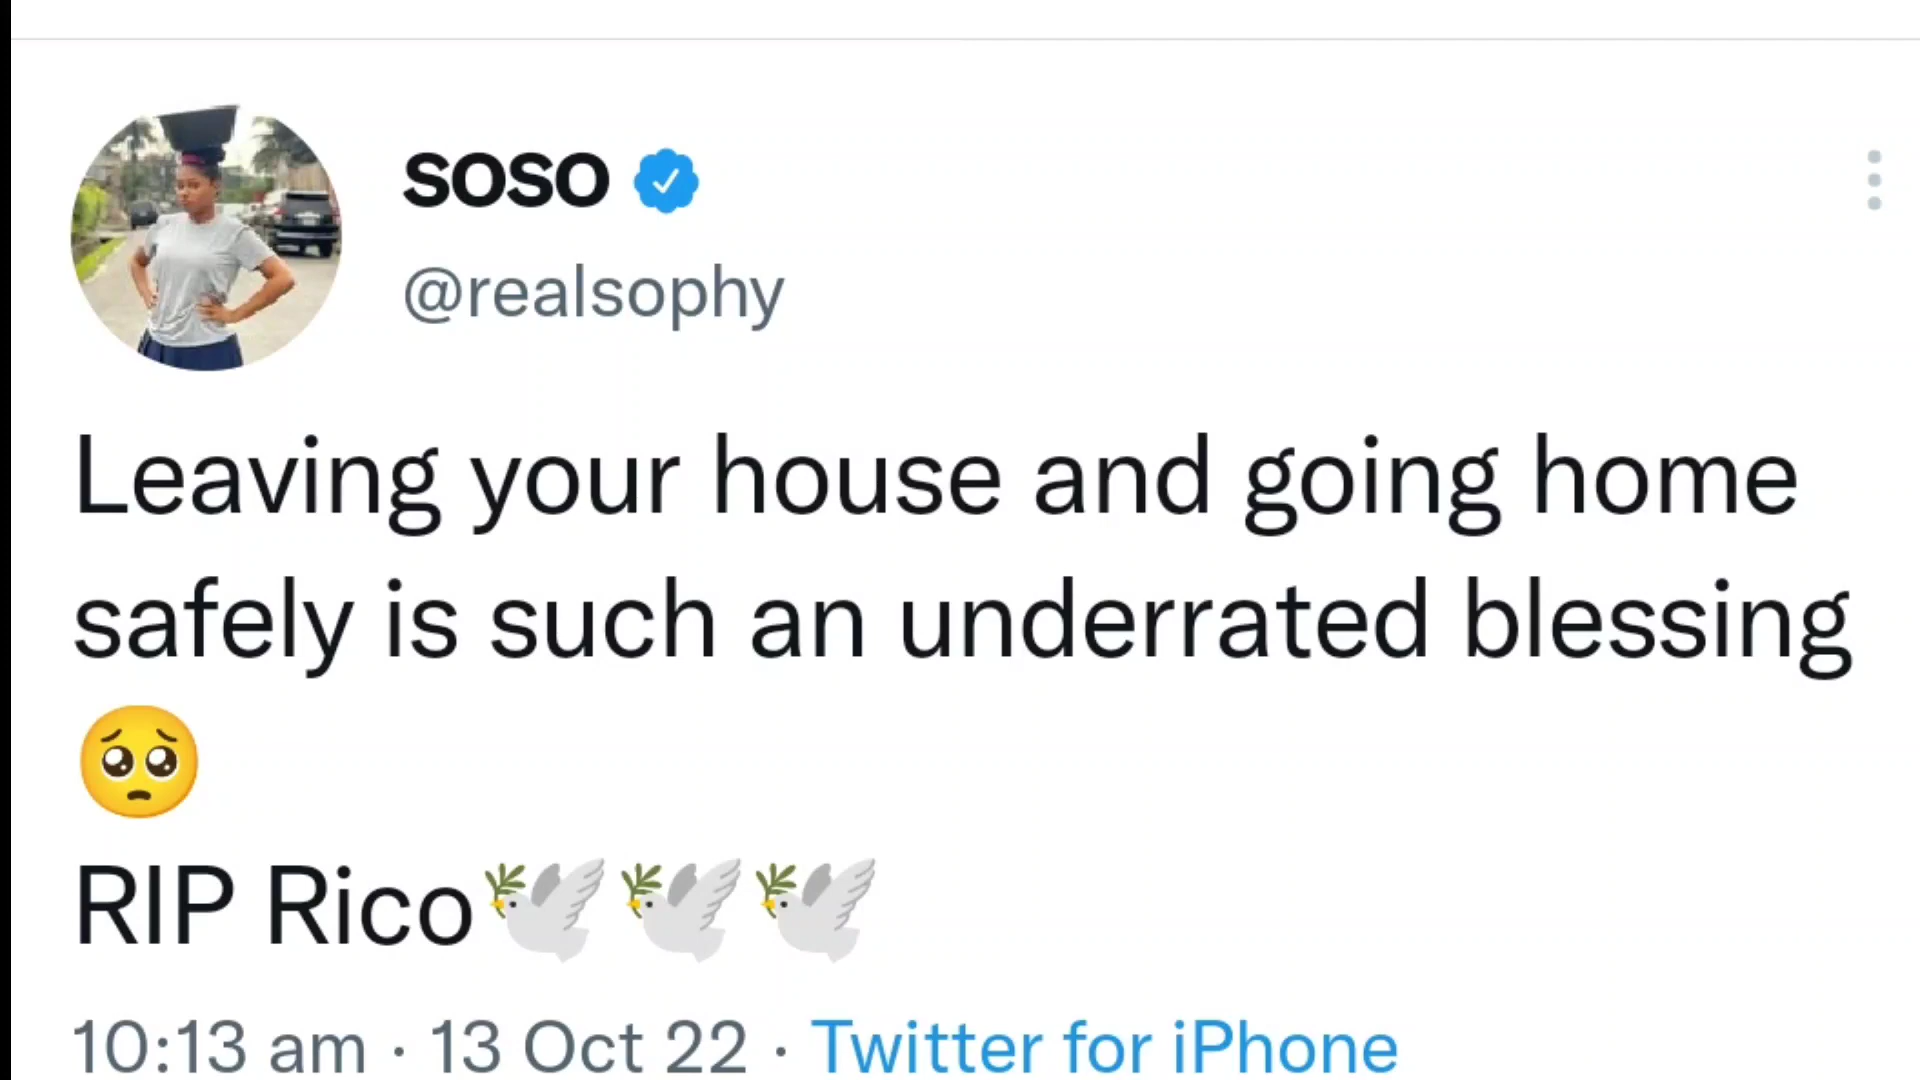 soso
@realsophy
Leaving your house and going home
safely is such an underrated blessing
🥺
RIP Rico🕊️🕊️🕊️
10:13 am · 13 Oct 22 · Twitter for iPhone